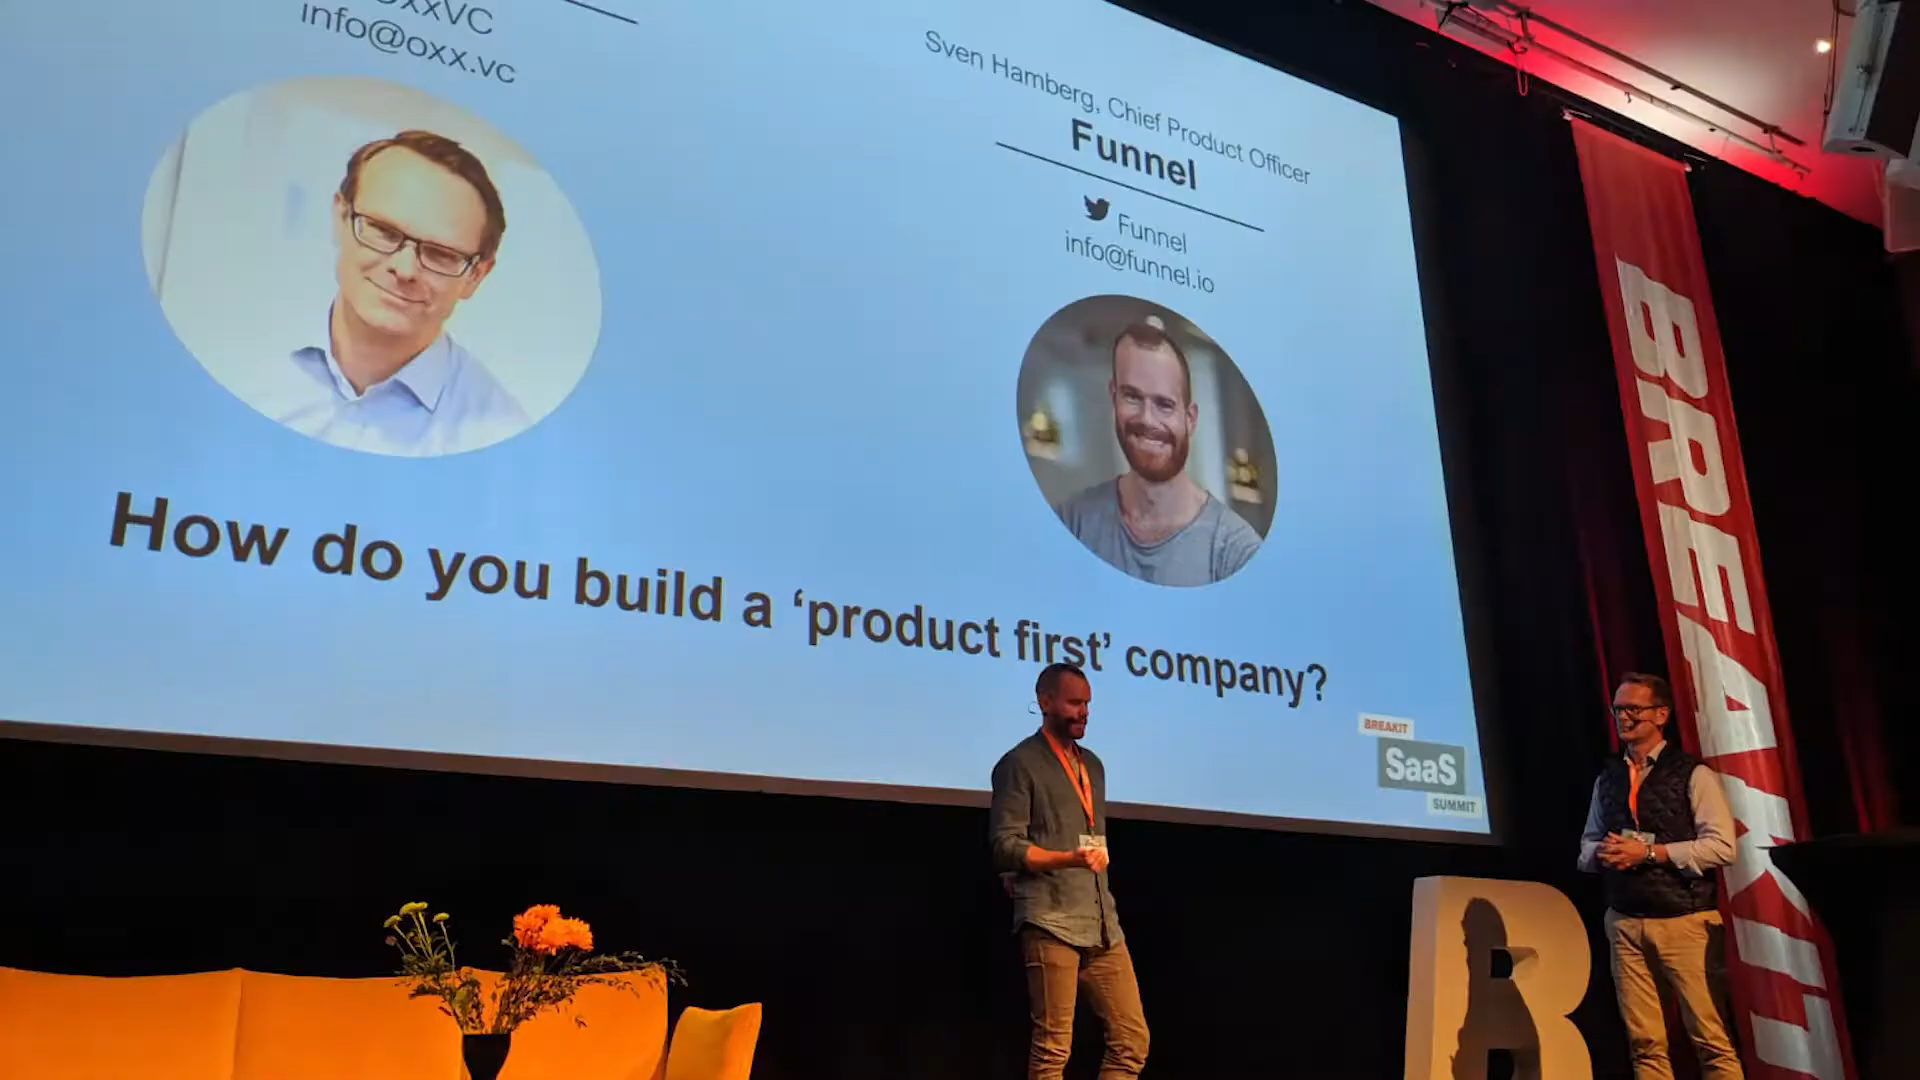 info@oxx.vc
Sven Hamberg, Chief Product Officer
Funnel
Funnel
info@funnel.io
How do you build a ‘product first’ company?
BREAKIT
SaaS
SUMMIT
BREAKIT
B